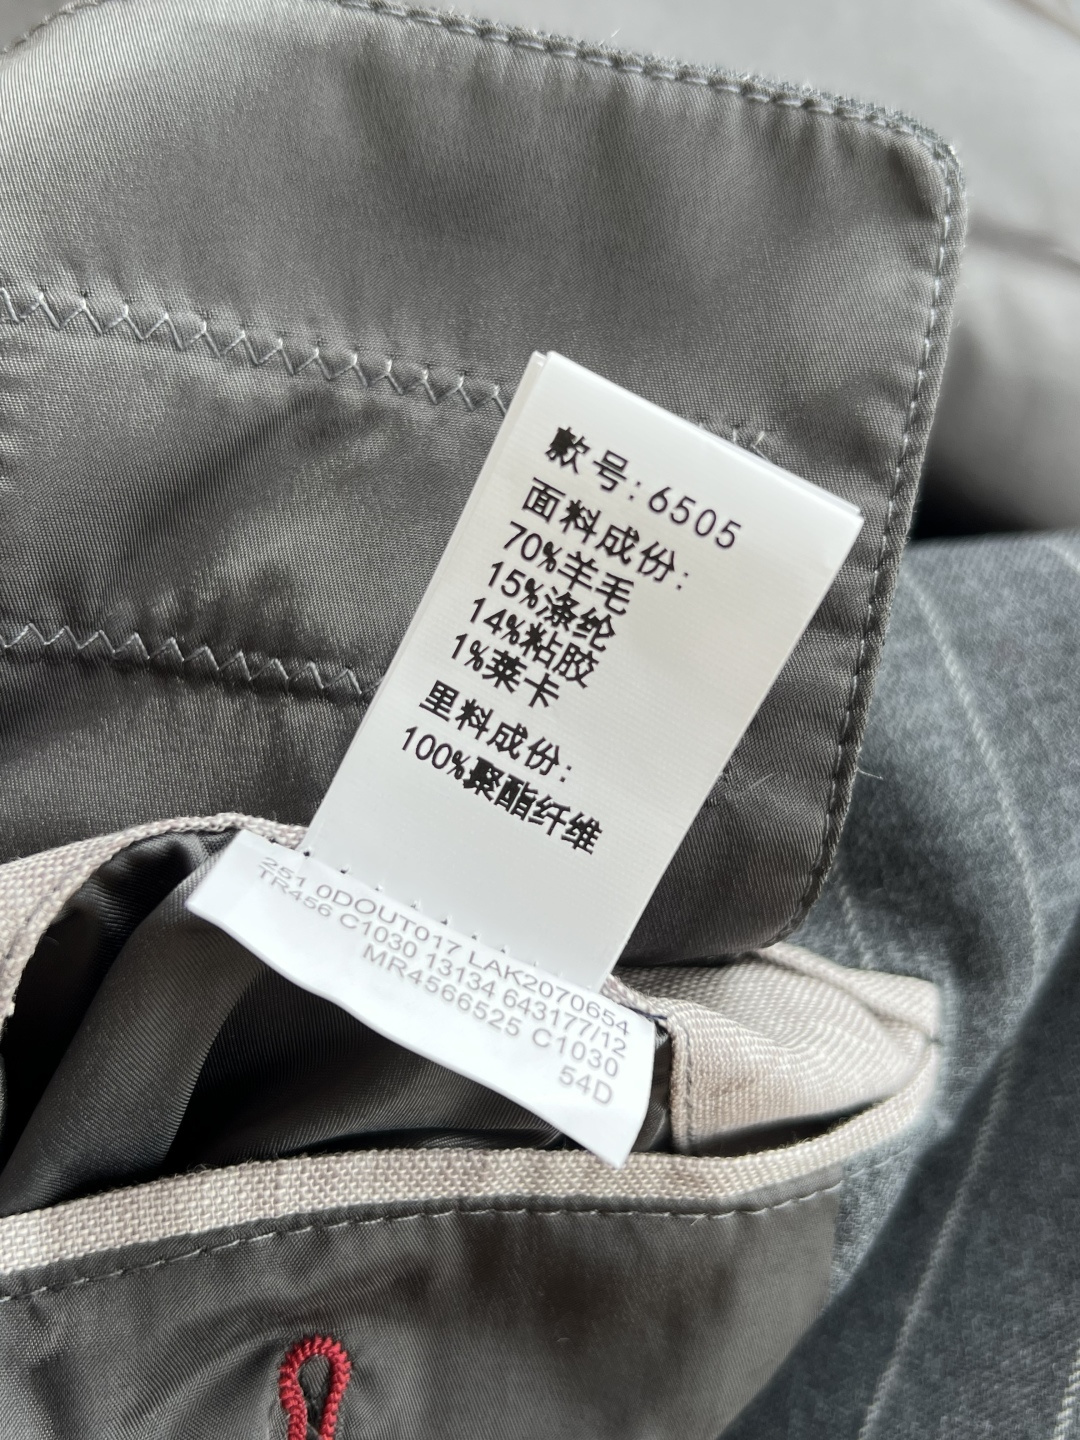 款号:6505
面料成份:
70%羊毛
15%涤纶
14%粘胶
1%莱卡
里料成份:
100%聚酯纤维
251 0DOUT017 LAK2070654
TR456 C1030 13134 643177/12
MR4566525 C1030
54D